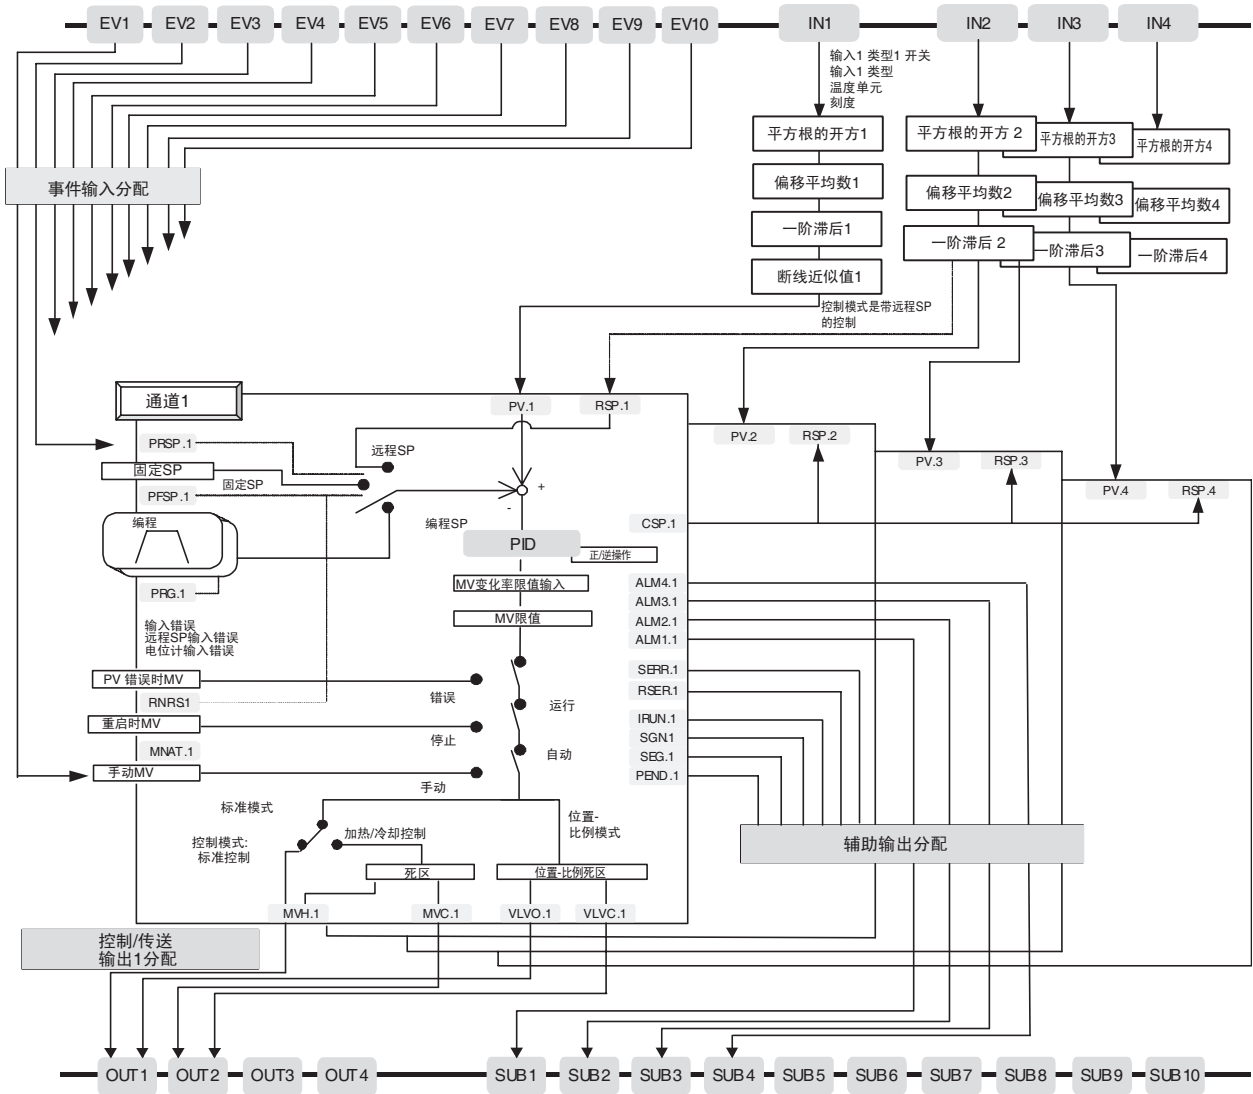 EV1 EV2 EV3 EV4 EV5 EV6 EV7 EV8 EV9 EV10 IN1 IN2 IN3 IN4
输入1 类型1 开关
输入1 类型
温度单元
刻度
平方根的开方1
平方根的开方 2
平方根的开方3
平方根的开方4
事件输入分配
偏移平均数1
偏移平均数2
偏移平均数3
偏移平均数4
一阶滞后1
一阶滞后 2
一阶滞后3
一阶滞后4
断线近似值1
控制模式是带远程SP
的控制
通道1
PV.1
RSP.1
PRSP.1
远程SP
PV.2
RSP.2
固定SP
固定SP
PV.3
RSP.3
PFSP.1
+
-
PV.4
RSP.4
编程
编程SP
CSP.1
PID
正/逆操作
MV变化率限值输入
ALM4.1
PRG.1
ALM3.1
MV限值
ALM2.1
输入错误
远程SP输入错误
电位计输入错误
ALM1.1
PV 错误时MV
SERR.1
错误
RSER.1
RNRS1
运行
重启时MV
IRUN.1
停止
SGN.1
MNAT.1
自动
SEG.1
手动MV
PEND.1
手动
标准模式
位置-
比例模式
控制模式:
标准控制
加热/冷却控制
辅助输出分配
死区
位置-比例死区
MVH.1
MVC.1
VLVO.1
VLVC.1
控制/传送
输出1分配
OUT1 OUT2 OUT3 OUT4 SUB1 SUB2 SUB3 SUB4 SUB5 SUB6 SUB7 SUB8 SUB9 SUB10